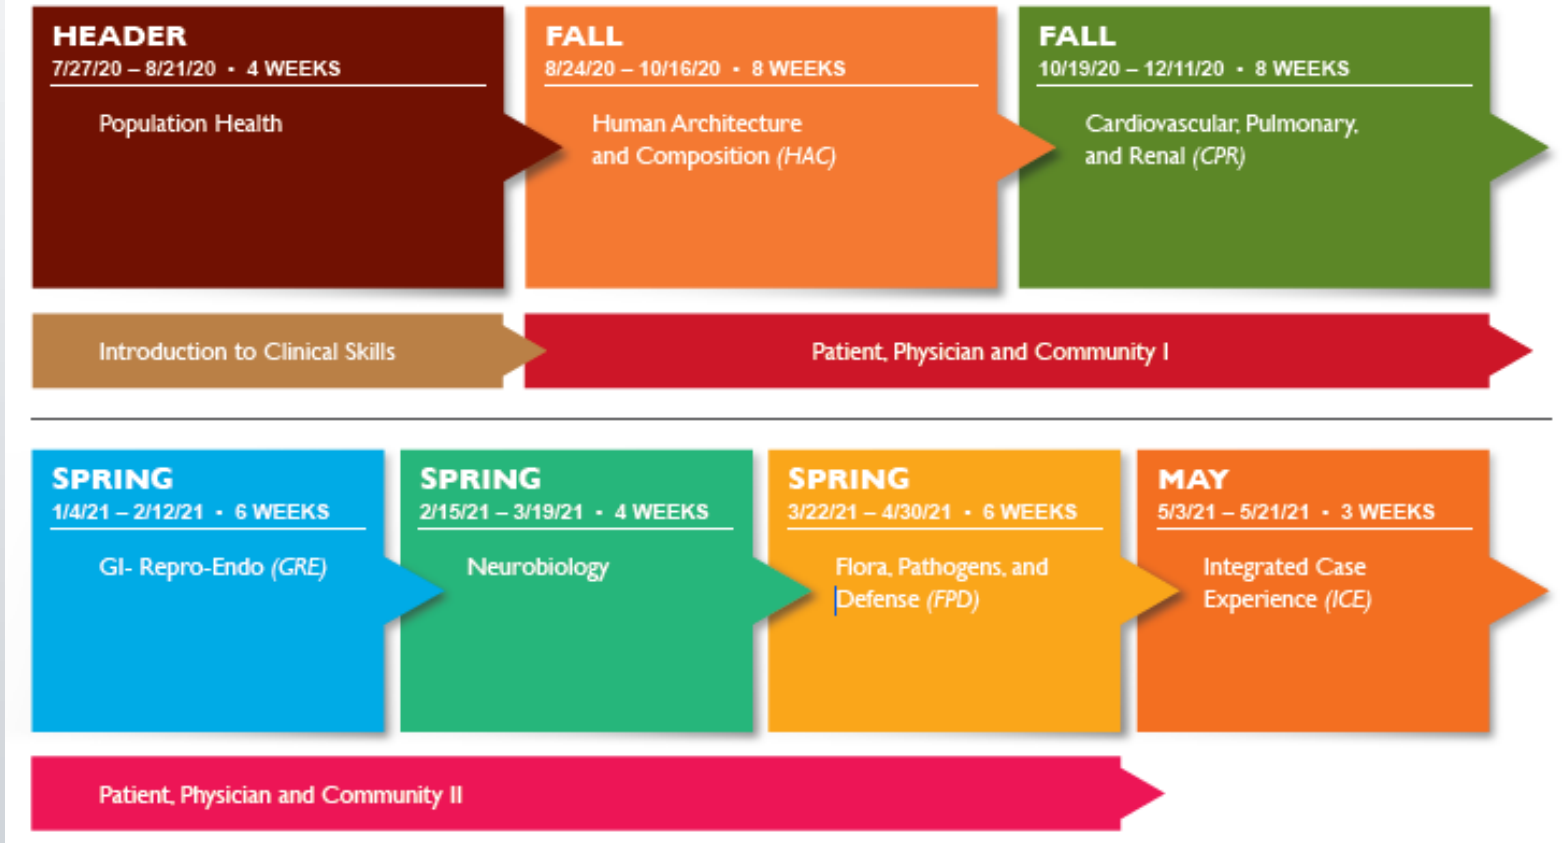 HEADER
7/27/20 – 8/21/20 • 4 WEEKS
Population Health
FALL
8/24/20 – 10/16/20 • 8 WEEKS
Human Architecture
and Composition (HAC)
FALL
10/19/20 – 12/11/20 • 8 WEEKS
Cardiovascular, Pulmonary,
and Renal (CPR)
Introduction to Clinical Skills
Patient, Physician and Community I
SPRING
1/4/21 – 2/12/21 • 6 WEEKS
GI- Repro-Endo (GRE)
SPRING
2/15/21 – 3/19/21 • 4 WEEKS
Neurobiology
SPRING
3/22/21 – 4/30/21 • 6 WEEKS
Flora, Pathogens, and
Defense (FPD)
MAY
5/3/21 – 5/21/21 • 3 WEEKS
Integrated Case
Experience (ICE)
Patient, Physician and Community II